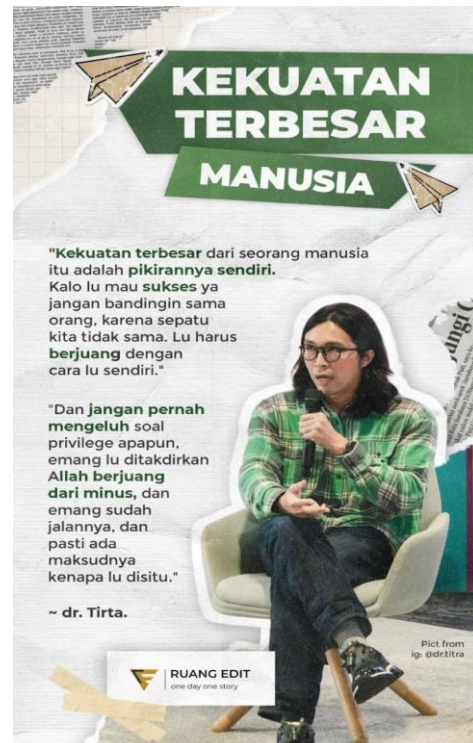 KEKUATAN
TERBESAR
MANUSIA
"Kekuatan terbesar dari seorang manusia
itu adalah pikirannya sendiri.
Kalo lu mau sukses ya
jangan bandingin sama
orang, karena sepatu
kita tidak sama. Lu harus
berjuang dengan
cara lu sendiri."
"Dan jangan pernah
mengeluh soal
privilege apapun,
emang lu ditakdirkan
Allah berjuang
dari minus, dan
emang sudah
jalannya, dan
pasti ada
maksudnya
kenapa lu disitu."
~ dr. Tirta.
Pict from
ig: @dr.titra
RUANG EDIT
one day one story